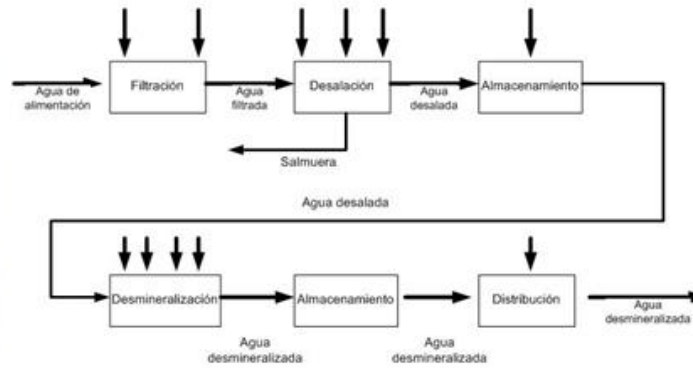 Filtración
Desalación
Almacenamiento
Agua de
alimentación
Agua
filtrada
Agua
desalada
Salmuera
Agua desalada
Desmineralización
Almacenamiento
Distribución
Agua
desmineralizada
Agua
desmineralizada
Agua
desmineralizada